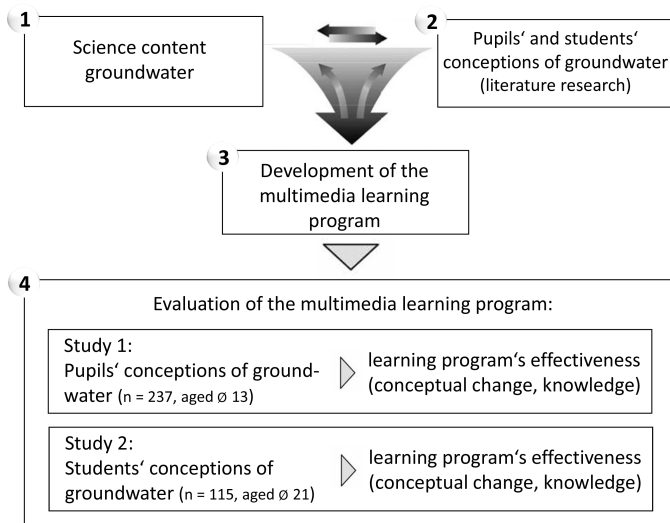 1
Science content
groundwater
2
Pupils‘ and students‘
conceptions of groundwater
(literature research)
3
Development of the
multimedia learning
program
4
Evaluation of the multimedia learning program:
Study 1:
Pupils‘ conceptions of ground-
water (n = 237, aged ø 13)
learning program‘s effectiveness
(conceptual change, knowledge)
Study 2:
Students‘ conceptions of
groundwater (n = 115, aged ø 21)
learning program‘s effectiveness
(conceptual change, knowledge)